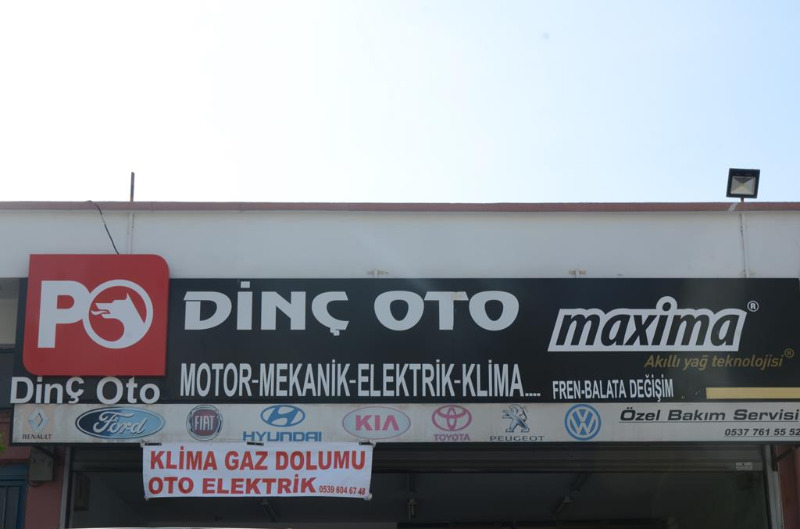 PO
DİNÇ OTO
maxima®
Akıllı yağ teknolojisi®
Dinç Oto
MOTOR-MEKANİK-ELEKTRİK-KLİMA....
FREN-BALATA DEĞİŞİM
RENAULT
Ford
FIAT
HYUNDAI
KIA
TOYOTA
PEUGEOT
VW
Özel Bakım Servisi
0537 761 55 52
KLİMA GAZ DOLUMU
OTO ELEKTRİK 0539 604 67 48